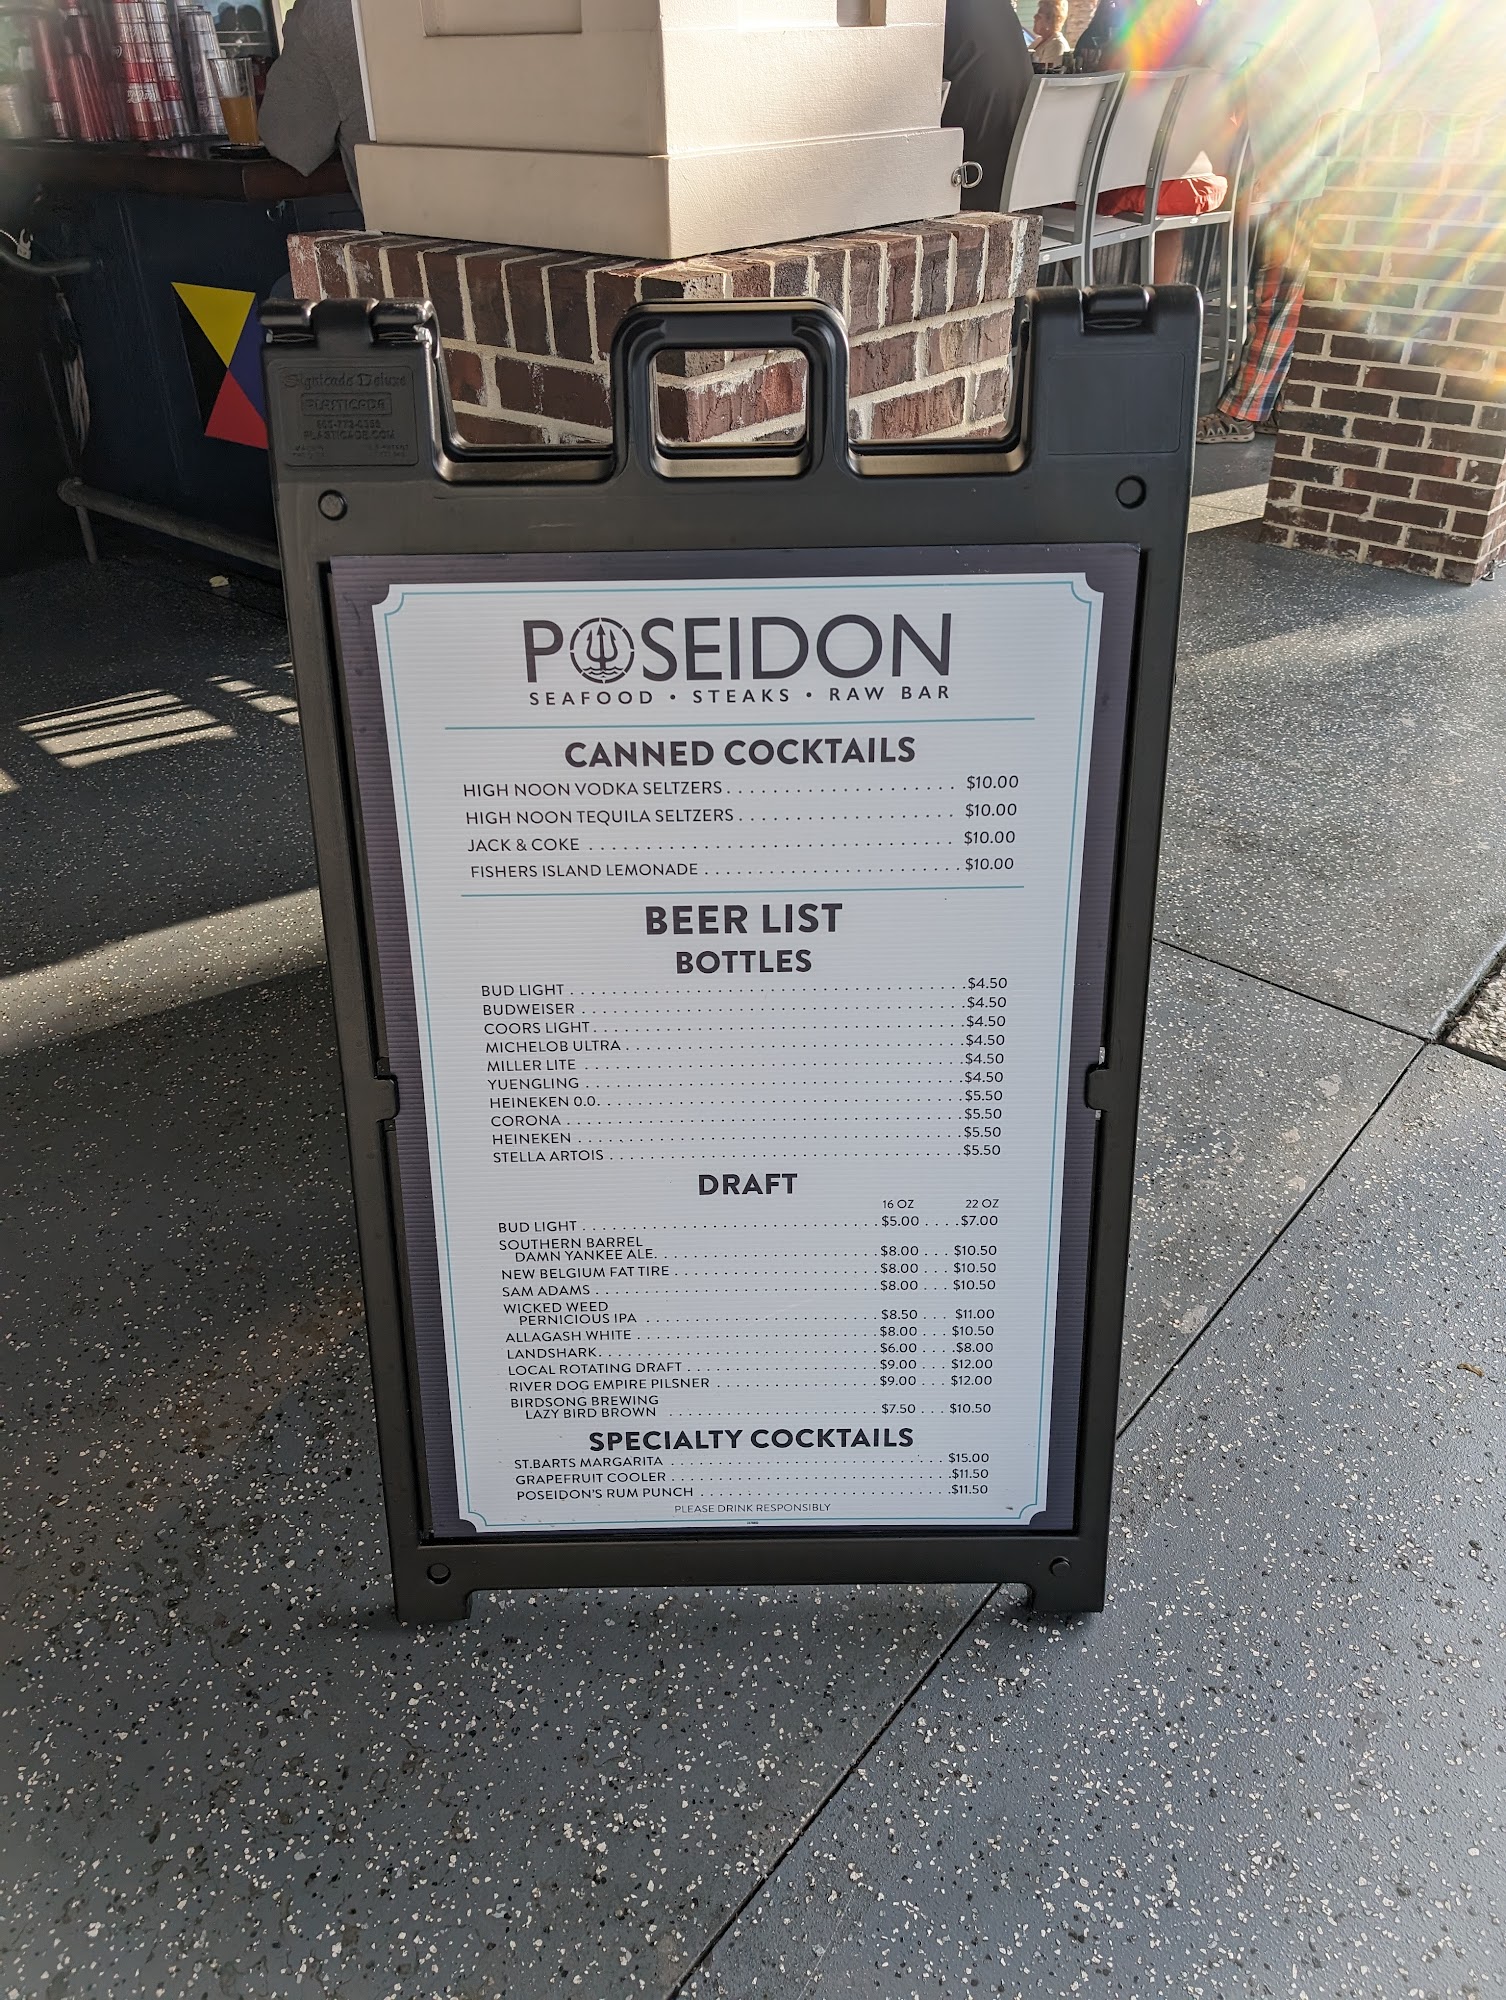 Signicade Deluxe
PLASTICADE
PLASTICADE.COM
POSEIDON
SEAFOOD • STEAKS • RAW BAR
CANNED COCKTAILS
HIGH NOON VODKA SELTZERS . . . . . . . . . . . . . . . . . . . . $10.00
HIGH NOON TEQUILA SELTZERS . . . . . . . . . . . . . . . . . . . $10.00
JACK & COKE . . . . . . . . . . . . . . . . . . . . . . . . . . . . . . . $10.00
FISHERS ISLAND LEMONADE . . . . . . . . . . . . . . . . . . . . . . . $10.00
BEER LIST
BOTTLES
BUD LIGHT . . . . . . . . . . . . . . . . . . . . . . . . . . . . . . $4.50
BUDWEISER . . . . . . . . . . . . . . . . . . . . . . . . . . . . . . $4.50
COORS LIGHT . . . . . . . . . . . . . . . . . . . . . . . . . . . . . $4.50
MICHELOB ULTRA . . . . . . . . . . . . . . . . . . . . . . . . . . . $4.50
MILLER LITE . . . . . . . . . . . . . . . . . . . . . . . . . . . . . $4.50
YUENGLING . . . . . . . . . . . . . . . . . . . . . . . . . . . . . . $4.50
HEINEKEN 0.0. . . . . . . . . . . . . . . . . . . . . . . . . . . . . $5.50
CORONA . . . . . . . . . . . . . . . . . . . . . . . . . . . . . . . $5.50
HEINEKEN . . . . . . . . . . . . . . . . . . . . . . . . . . . . . . $5.50
STELLA ARTOIS . . . . . . . . . . . . . . . . . . . . . . . . . . . . $5.50
DRAFT
16 OZ 22 OZ
BUD LIGHT . . . . . . . . . . . . . . . . . . . . . . . $5.00 . . . . $7.00
SOUTHERN BARREL
DAMN YANKEE ALE. . . . . . . . . . . . . . . . . . . . $8.00 . . . $10.50
NEW BELGIUM FAT TIRE . . . . . . . . . . . . . . . . . $8.00 . . . $10.50
SAM ADAMS . . . . . . . . . . . . . . . . . . . . . . . $8.00 . . . $10.50
WICKED WEED
PERNICIOUS IPA . . . . . . . . . . . . . . . . . . . . $8.50 . . . $11.00
ALLAGASH WHITE . . . . . . . . . . . . . . . . . . . . $8.00 . . . $10.50
LANDSHARK. . . . . . . . . . . . . . . . . . . . . . . $6.00 . . . . $8.00
LOCAL ROTATING DRAFT . . . . . . . . . . . . . . . . . $9.00 . . . $12.00
RIVER DOG EMPIRE PILSNER . . . . . . . . . . . . . . . $9.00 . . . $12.00
BIRDSONG BREWING
LAZY BIRD BROWN . . . . . . . . . . . . . . . . . . . $7.50 . . . $10.50
SPECIALTY COCKTAILS
ST.BARTS MARGARITA . . . . . . . . . . . . . . . . . . . . . . $15.00
GRAPEFRUIT COOLER . . . . . . . . . . . . . . . . . . . . . . . $11.50
POSEIDON'S RUM PUNCH . . . . . . . . . . . . . . . . . . . . . $11.50
PLEASE DRINK RESPONSIBLY